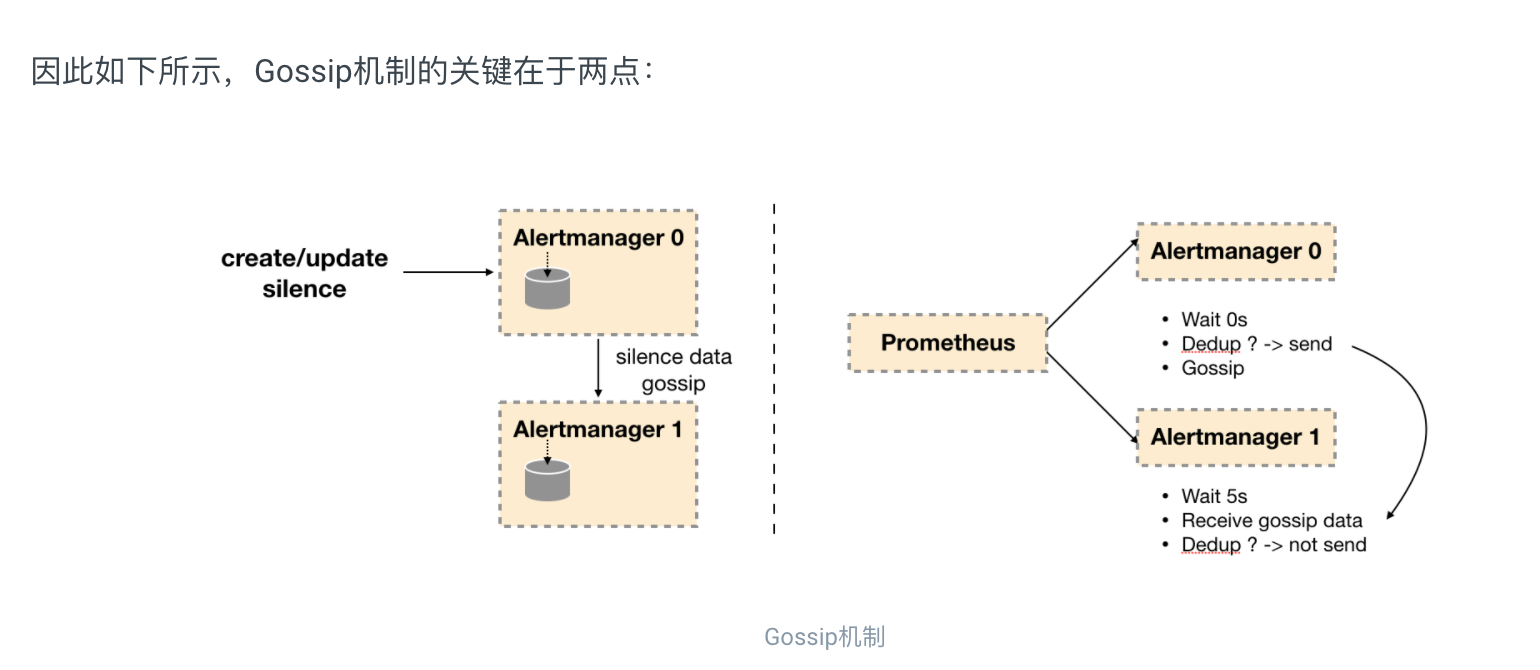 因此如下所示，Gossip机制的关键在于两点：
create/update
silence
Alertmanager 0
silence data
gossip
Alertmanager 1
Prometheus
Alertmanager 0
• Wait 0s
• Dedup ? -> send
• Gossip
Alertmanager 1
• Wait 5s
• Receive gossip data
• Dedup ? -> not send
Gossip机制